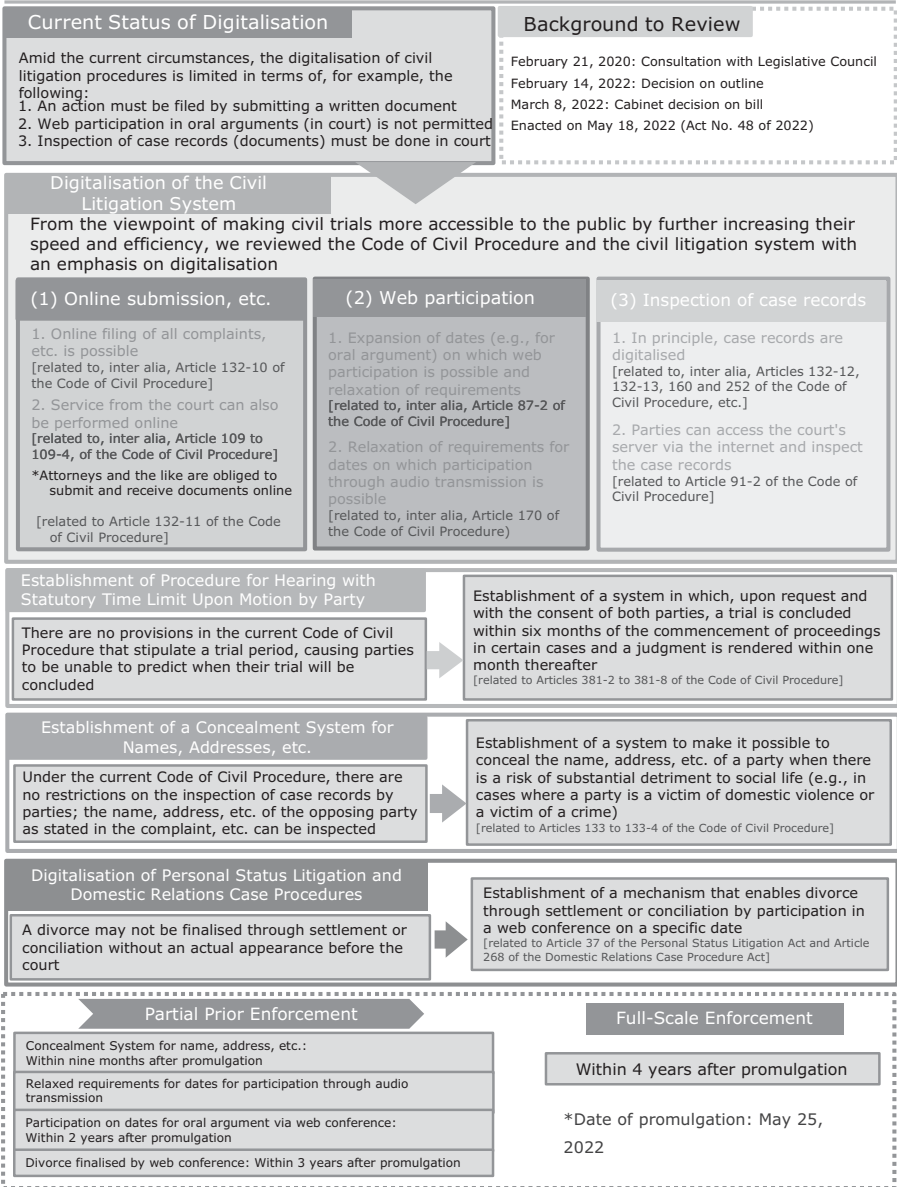 Current Status of Digitalisation
Amid the current circumstances, the digitalisation of civil
litigation procedures is limited in terms of, for example, the
following:
1. An action must be filed by submitting a written document
2. Web participation in oral arguments (in court) is not permitted
3. Inspection of case records (documents) must be done in court
Background to Review
February 21, 2020: Consultation with Legislative Council
February 14, 2022: Decision on outline
March 8, 2022: Cabinet decision on bill
Enacted on May 18, 2022 (Act No. 48 of 2022)
Digitalisation of the Civil
Litigation System
From the viewpoint of making civil trials more accessible to the public by further increasing their
speed and efficiency, we reviewed the Code of Civil Procedure and the civil litigation system with
an emphasis on digitalisation
(1) Online submission, etc.
1. Online filing of all complaints,
etc. is possible
[related to, inter alia, Article 132-10 of
the Code of Civil Procedure]
2. Service from the court can also
be performed online
[related to, inter alia, Article 109 to
109-4, of the Code of Civil Procedure]
*Attorneys and the like are obliged to
submit and receive documents online
[related to Article 132-11 of the Code
of Civil Procedure]
(2) Web participation
1. Expansion of dates (e.g., for
oral argument) on which web
participation is possible and
relaxation of requirements
[related to, inter alia, Article 87-2 of
the Code of Civil Procedure]
2. Relaxation of requirements for
dates on which participation
through audio transmission is
possible
[related to, inter alia, Article 170 of
the Code of Civil Procedure)
(3) Inspection of case records
1. In principle, case records are
digitalised
[related to, inter alia, Articles 132-12,
132-13, 160 and 252 of the Code of
Civil Procedure, etc.]
2. Parties can access the court's
server via the internet and inspect
the case records
[related to Article 91-2 of the Code of
Civil Procedure]
Establishment of Procedure for Hearing with
Statutory Time Limit Upon Motion by Party
There are no provisions in the current Code of Civil
Procedure that stipulate a trial period, causing parties
to be unable to predict when their trial will be
concluded
Establishment of a system in which, upon request and
with the consent of both parties, a trial is concluded
within six months of the commencement of proceedings
in certain cases and a judgment is rendered within one
month thereafter
[related to Articles 381-2 to 381-8 of the Code of Civil Procedure]
Establishment of a Concealment System for
Names, Addresses, etc.
Under the current Code of Civil Procedure, there are
no restrictions on the inspection of case records by
parties; the name, address, etc. of the opposing party
as stated in the complaint, etc. can be inspected
Establishment of a system to make it possible to
conceal the name, address, etc. of a party when there
is a risk of substantial detriment to social life (e.g., in
cases where a party is a victim of domestic violence or
a victim of a crime)
[related to Articles 133 to 133-4 of the Code of Civil Procedure]
Digitalisation of Personal Status Litigation and
Domestic Relations Case Procedures
A divorce may not be finalised through settlement or
conciliation without an actual appearance before the
court
Establishment of a mechanism that enables divorce
through settlement or conciliation by participation in
a web conference on a specific date
[related to Article 37 of the Personal Status Litigation Act and Article
268 of the Domestic Relations Case Procedure Act]
Partial Prior Enforcement
Concealment System for name, address, etc.:
Within nine months after promulgation
Relaxed requirements for dates for participation through audio
transmission
Participation on dates for oral argument via web conference:
Within 2 years after promulgation
Divorce finalised by web conference: Within 3 years after promulgation
Full-Scale Enforcement
Within 4 years after promulgation
*Date of promulgation: May 25,
2022